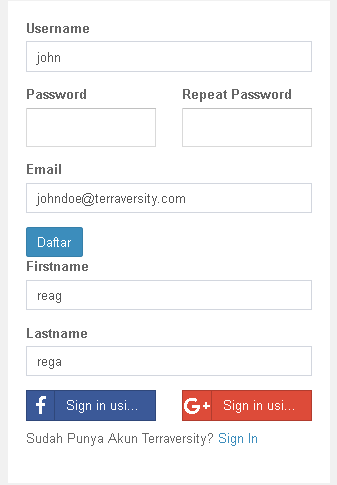 Username
john
Password Repeat Password
Email
johndoe@terraversity.com
Daftar
Firstname
reag
Lastname
rega
Sign in usi... G+ Sign in usi...
Sudah Punya Akun Terraversity? Sign In